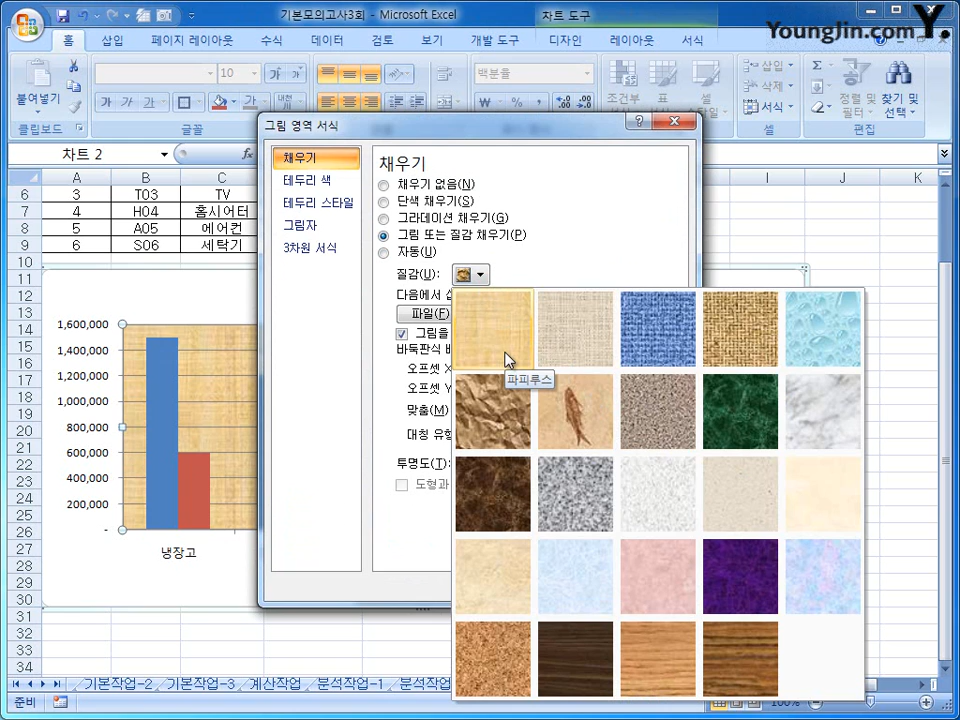 기본모의고사3회 - Microsoft Excel
차트 도구
YoungJin.com Y.
홈 삽입 페이지 레이아웃 수식 데이터 검토 보기 개발 도구 디자인 레이아웃 서식
붙여넣기
10
가 가
가 가 가
백분율
조건부
표
셀
삽입
삭제
서식
정렬 및
필터
찾기 및
선택
클립보드
글꼴
셀
편집
차트 2
fx
A B C I J K
6 3 T03 TV
7 4 H04 홈시어터
8 5 A05 에어컨
9 6 S06 세탁기
10
11
12
13
14
15
16
17
18
19
20
21
22
23
24
25
26
27
28
29
30
31
32
33
34
1,600,000
1,400,000
1,200,000
1,000,000
800,000
600,000
400,000
200,000
-
냉장고
그림 영역 서식
채우기
테두리 색
테두리 스타일
그림자
3차원 서식
채우기
채우기 없음(N)
단색 채우기(S)
그라데이션 채우기(G)
그림 또는 질감 채우기(P)
자동(U)
질감(U):
다음에서 삽
파일(F)
그림을
바둑판식 배
오프셋 X
오프셋 Y
맞춤(M)
대칭 유형
투명도(T):
도형과
파피루스
기본작업-2 기본작업-3 계산작업 분석작업-1 분석작업
준비
100%